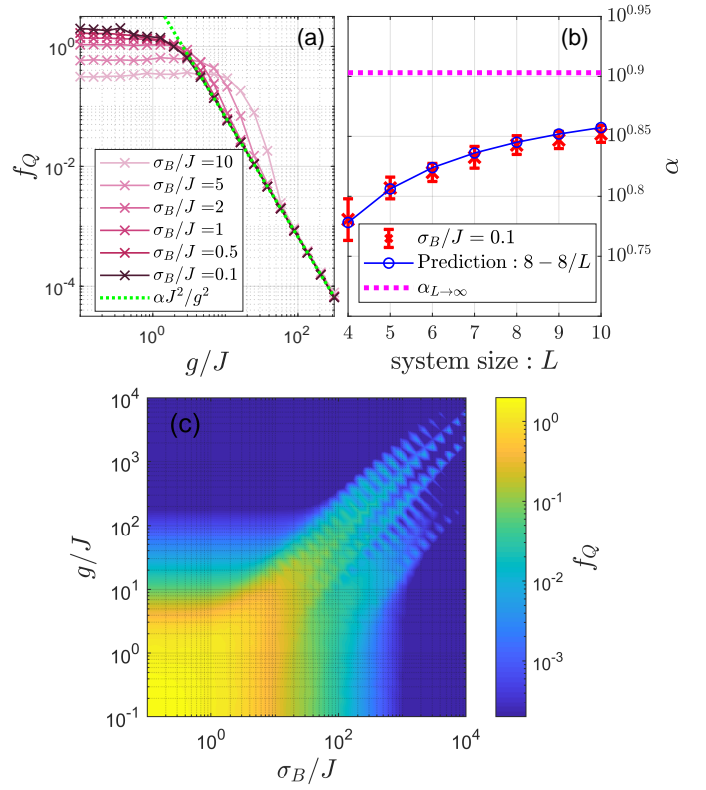 (a)
f_Q
10^0
10^-2
10^-4
σ_B/J =10
σ_B/J =5
σ_B/J =2
σ_B/J =1
σ_B/J =0.5
σ_B/J =0.1
αJ^2/g^2
10^0 10^2
g/J
(b)
10^0.95
10^0.9
10^0.85
10^0.8
10^0.75
α
σ_B/J = 0.1
Prediction : 8 − 8/L
α_L→∞
4 5 6 7 8 9 10
system size : L
(c)
10^4
10^3
10^2
10^1
10^0
10^-1
g/J
10^0 10^2 10^4
σ_B/J
10^0
10^-1
10^-2
10^-3
f_Q